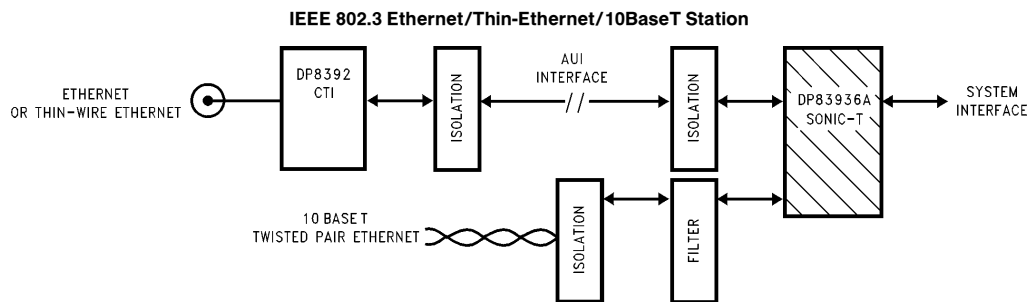 IEEE 802.3 Ethernet/Thin-Ethernet/10BaseT Station
ETHERNET
OR THIN-WIRE ETHERNET
DP8392
CTI
ISOLATION
AUI
INTERFACE
ISOLATION
DP83936A
SONIC-T
SYSTEM
INTERFACE
10 BASE T
TWISTED PAIR ETHERNET
ISOLATION
FILTER